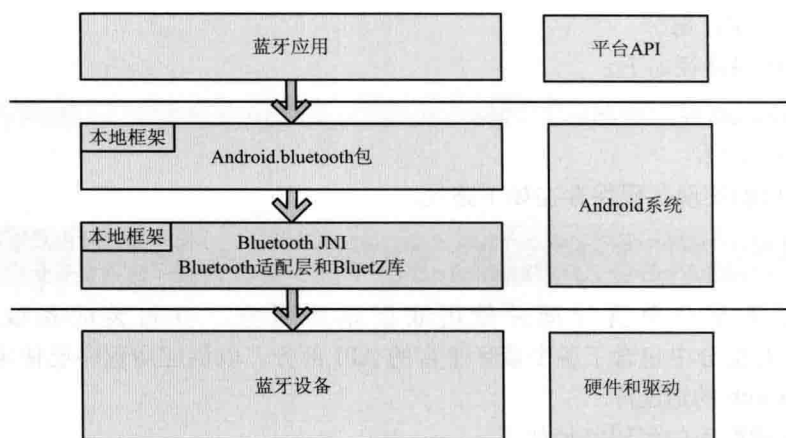 蓝牙应用
平台API
本地框架
Android.bluetooth包
本地框架
Bluetooth JNI
Bluetooth适配层和BluetZ库
Android系统
蓝牙设备
硬件和驱动